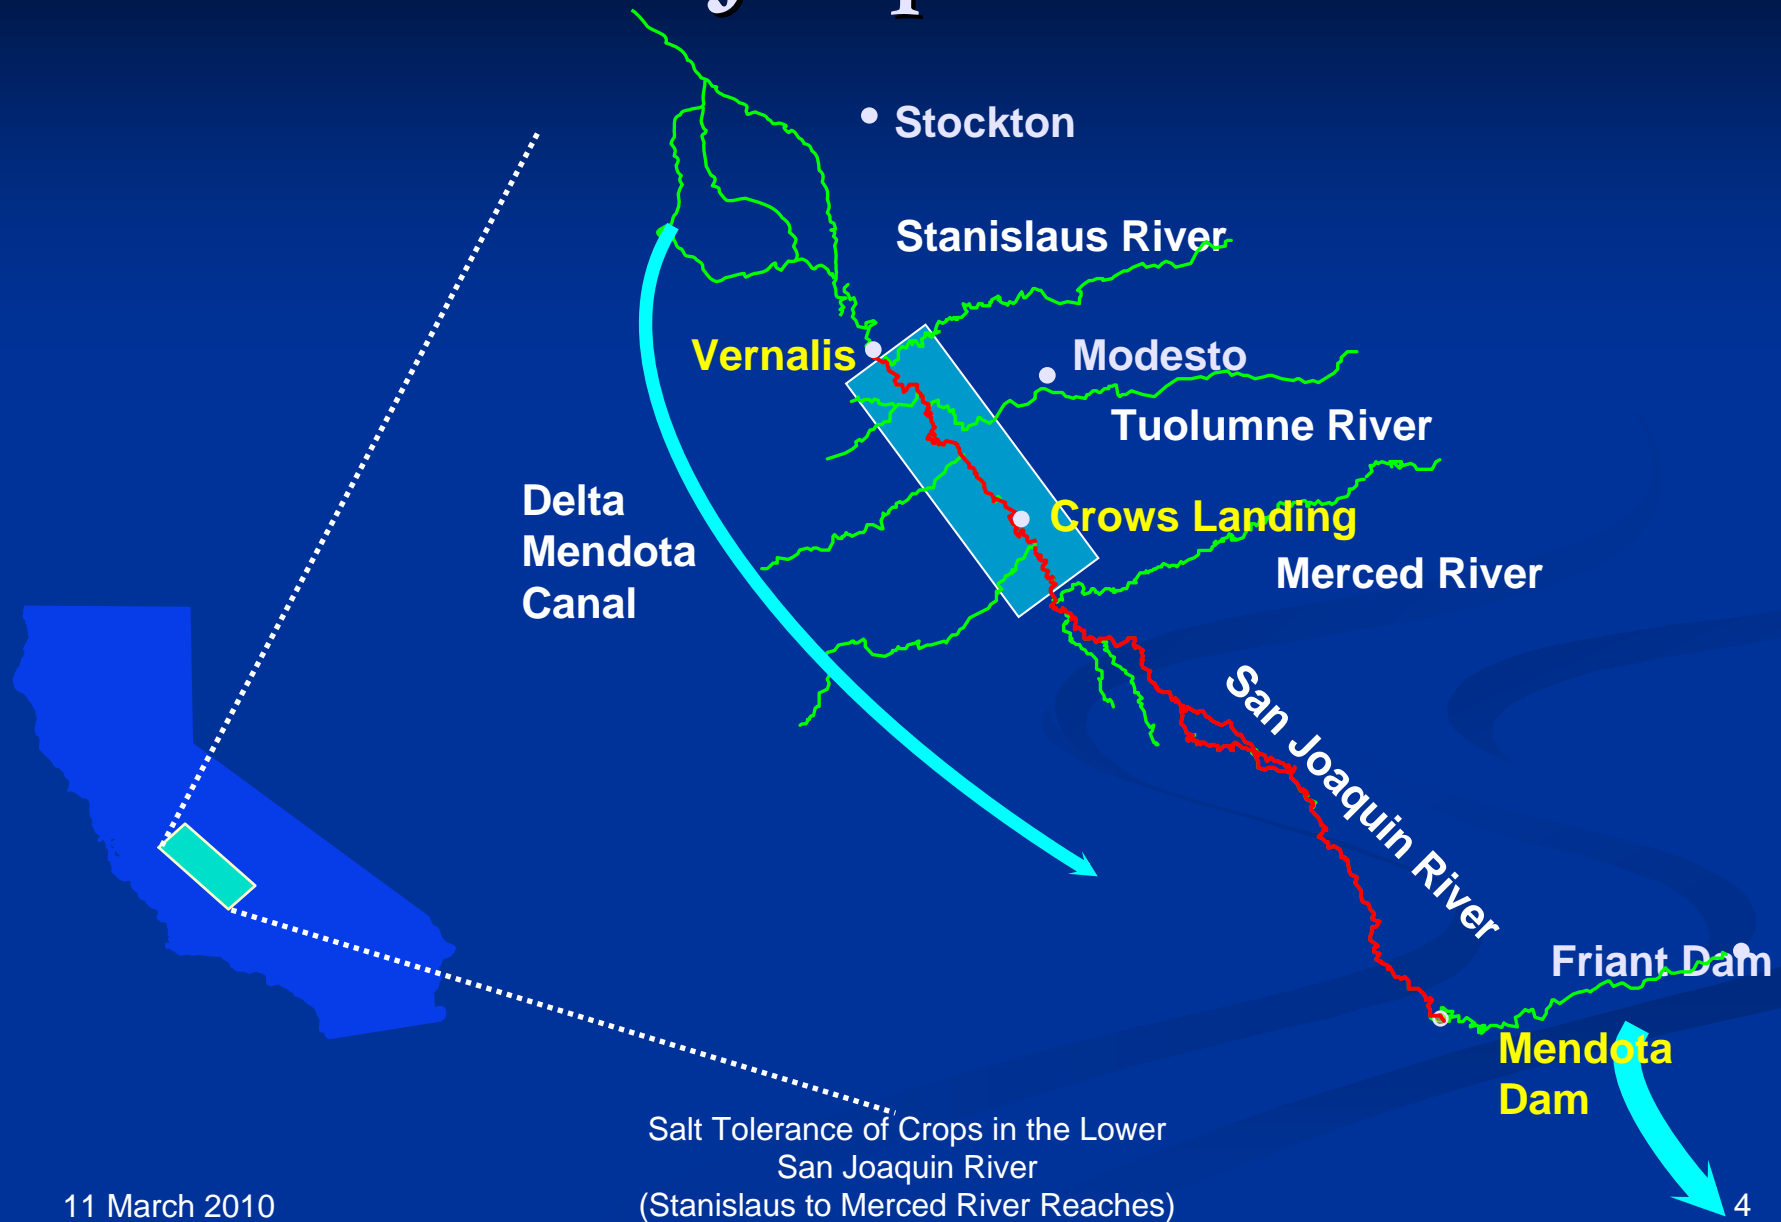 Stockton
Stanislaus River
Vernalis
Modesto
Tuolumne River
Delta
Mendota
Canal
Crows Landing
Merced River
San Joaquin River
Friant Dam
Mendota
Dam
Salt Tolerance of Crops in the Lower
San Joaquin River
(Stanislaus to Merced River Reaches)
11 March 2010
4